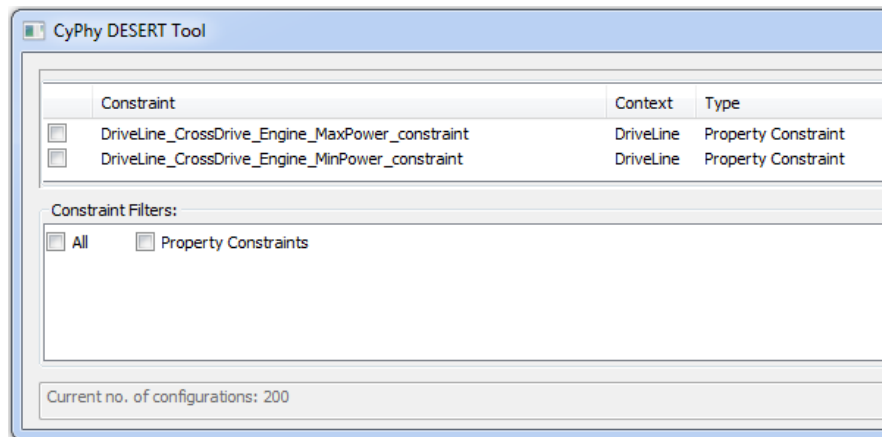 CyPhy DESERT Tool
Constraint Context Type
DriveLine_CrossDrive_Engine_MaxPower_constraint DriveLine Property Constraint
DriveLine_CrossDrive_Engine_MinPower_constraint DriveLine Property Constraint
Constraint Filters:
All Property Constraints
Current no. of configurations: 200